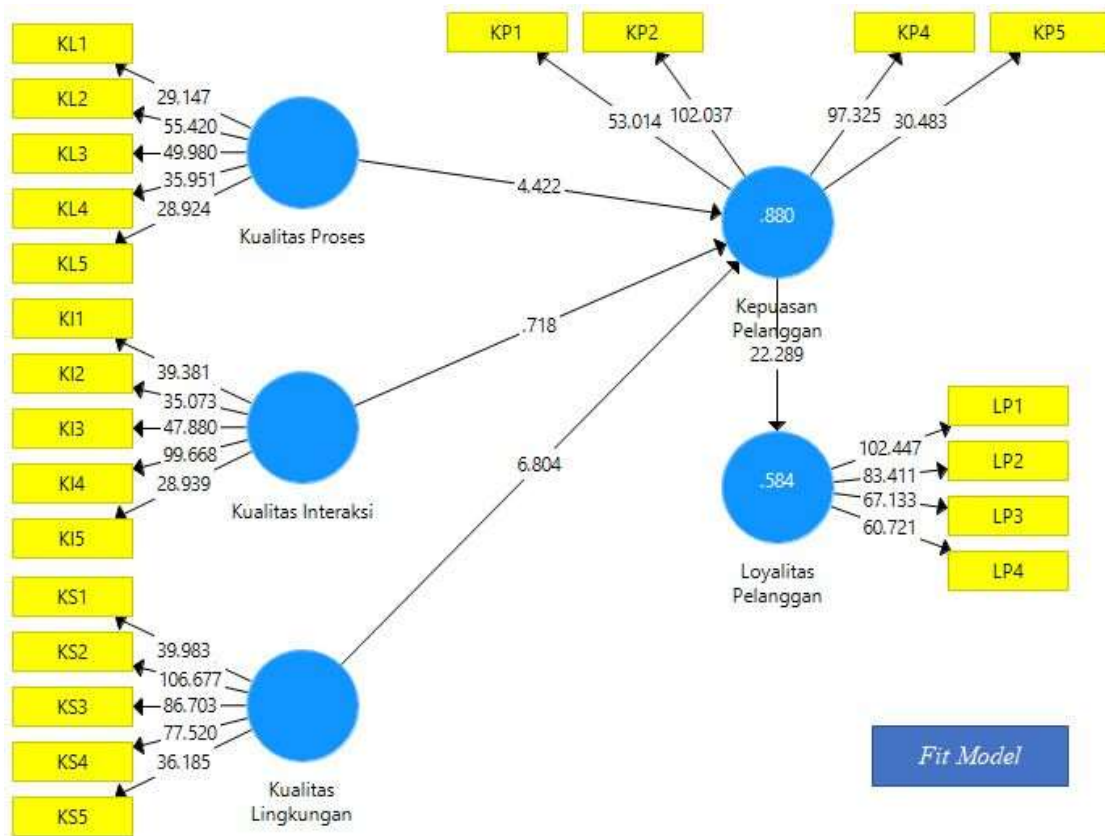 KL1
KL2
KL3
KL4
KL5
29.147
55.420
49.980
35.951
28.924
Kualitas Proses
KI1
KI2
KI3
KI4
KI5
39.381
35.073
47.880
99.668
28.939
Kualitas Interaksi
KS1
KS2
KS3
KS4
KS5
39.983
106.677
86.703
77.520
36.185
Kualitas
Lingkungan
4.422
.718
6.804
KP1
KP2
KP4
KP5
53.014
102.037
97.325
30.483
.880
Kepuasan
Pelanggan
22.289
.584
Loyalitas
Pelanggan
102.447
83.411
67.133
60.721
LP1
LP2
LP3
LP4
Fit Model